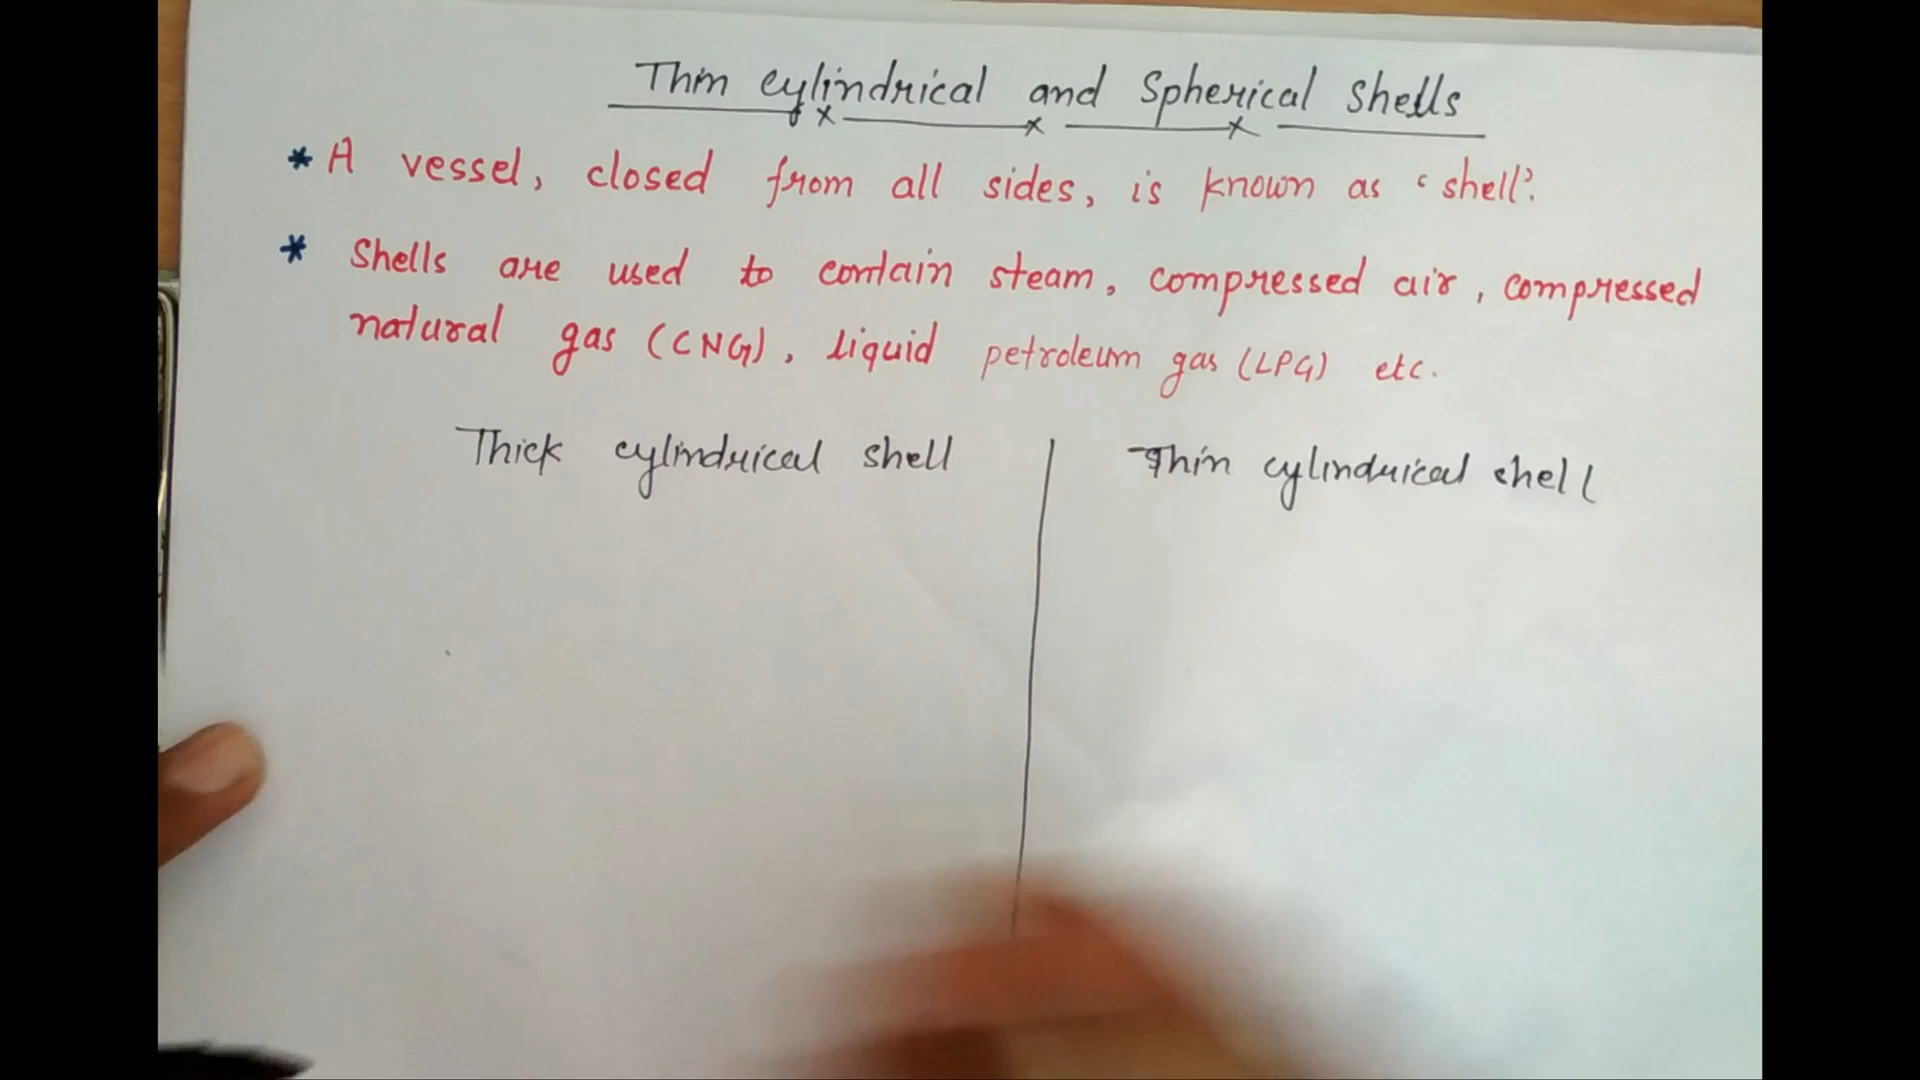 Thin cylindrical and Spherical Shells
* A vessel, closed from all sides, is known as 'shell'.
* Shells are used to contain steam, compressed air, compressed
natural gas (CNG), liquid petroleum gas (LPG) etc.
Thick cylindrical shell
Thin cylindrical shell